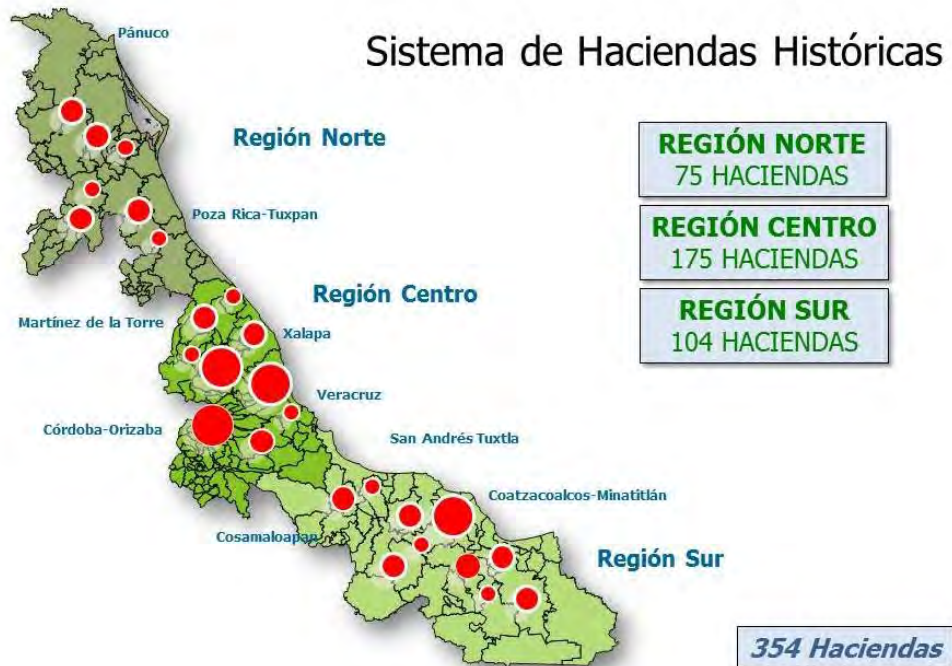 Pánuco
Sistema de Haciendas Históricas
Región Norte
REGIÓN NORTE
75 HACIENDAS
Poza Rica-Tuxpan
REGIÓN CENTRO
175 HACIENDAS
Región Centro
Martínez de la Torre
Xalapa
REGIÓN SUR
104 HACIENDAS
Veracruz
Córdoba-Orizaba
San Andrés Tuxtla
Coatzacoalcos-Minatitlán
Cosamaloapan
Región Sur
354 Haciendas